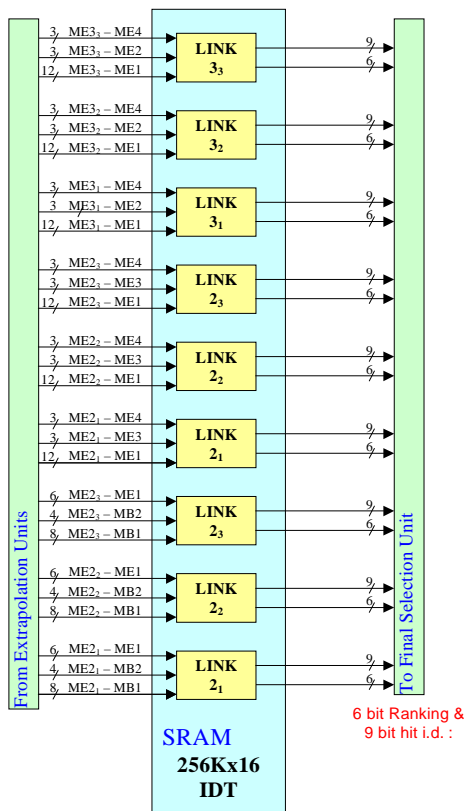 From Extrapolation Units
3 ME3₃ – ME4
3 ME3₃ – ME2
12 ME3₃ – ME1
LINK
3₃
9
6
3 ME3₂ – ME4
3 ME3₂ – ME2
12 ME3₂ – ME1
LINK
3₂
9
6
3 ME3₁ – ME4
3 ME3₁ – ME2
12 ME3₁ – ME1
LINK
3₁
9
6
3 ME2₃ – ME4
3 ME2₃ – ME3
12 ME2₃ – ME1
LINK
2₃
9
6
3 ME2₂ – ME4
3 ME2₂ – ME3
12 ME2₂ – ME1
LINK
2₂
9
6
3 ME2₁ – ME4
3 ME2₁ – ME3
12 ME2₁ – ME1
LINK
2₁
9
6
6 ME2₃ – ME1
4 ME2₃ – MB2
8 ME2₃ – MB1
LINK
2₃
9
6
6 ME2₂ – ME1
4 ME2₂ – MB2
8 ME2₂ – MB1
LINK
2₂
9
6
6 ME2₁ – ME1
4 ME2₁ – MB2
8 ME2₁ – MB1
LINK
2₁
9
6
To Final Selection Unit
6 bit Ranking &
9 bit hit i.d. :
SRAM
256Kx16
IDT